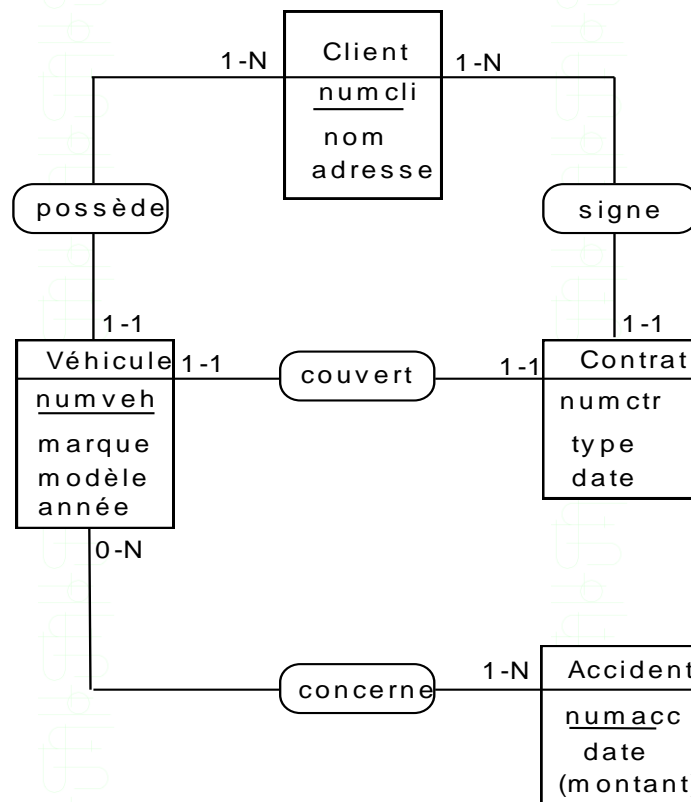 Client
1-N
1-N
numcli
nom
adresse
possède
signe
1-1
1-1
Véhicule
1-1
couvert
1-1
Contrat
numveh
marque
modèle
année
numctr
type
date
0-N
concerne
1-N
Accident
numacc
date
(montant